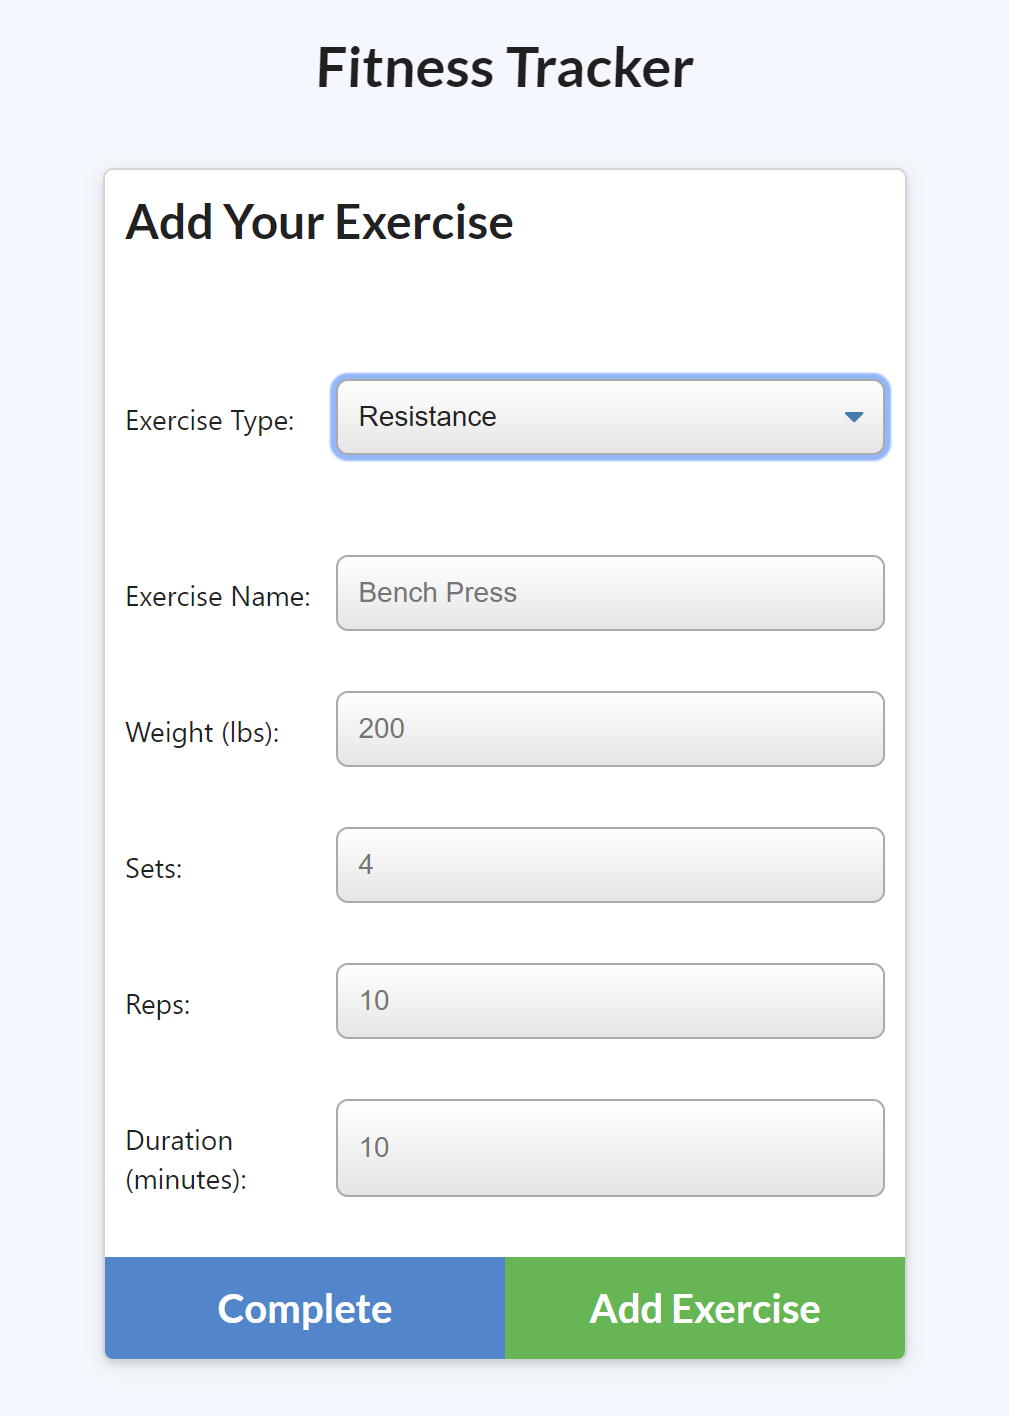 Fitness Tracker
Add Your Exercise
Exercise Type: Resistance
Exercise Name: Bench Press
Weight (lbs): 200
Sets: 4
Reps: 10
Duration
(minutes): 10
Complete Add Exercise